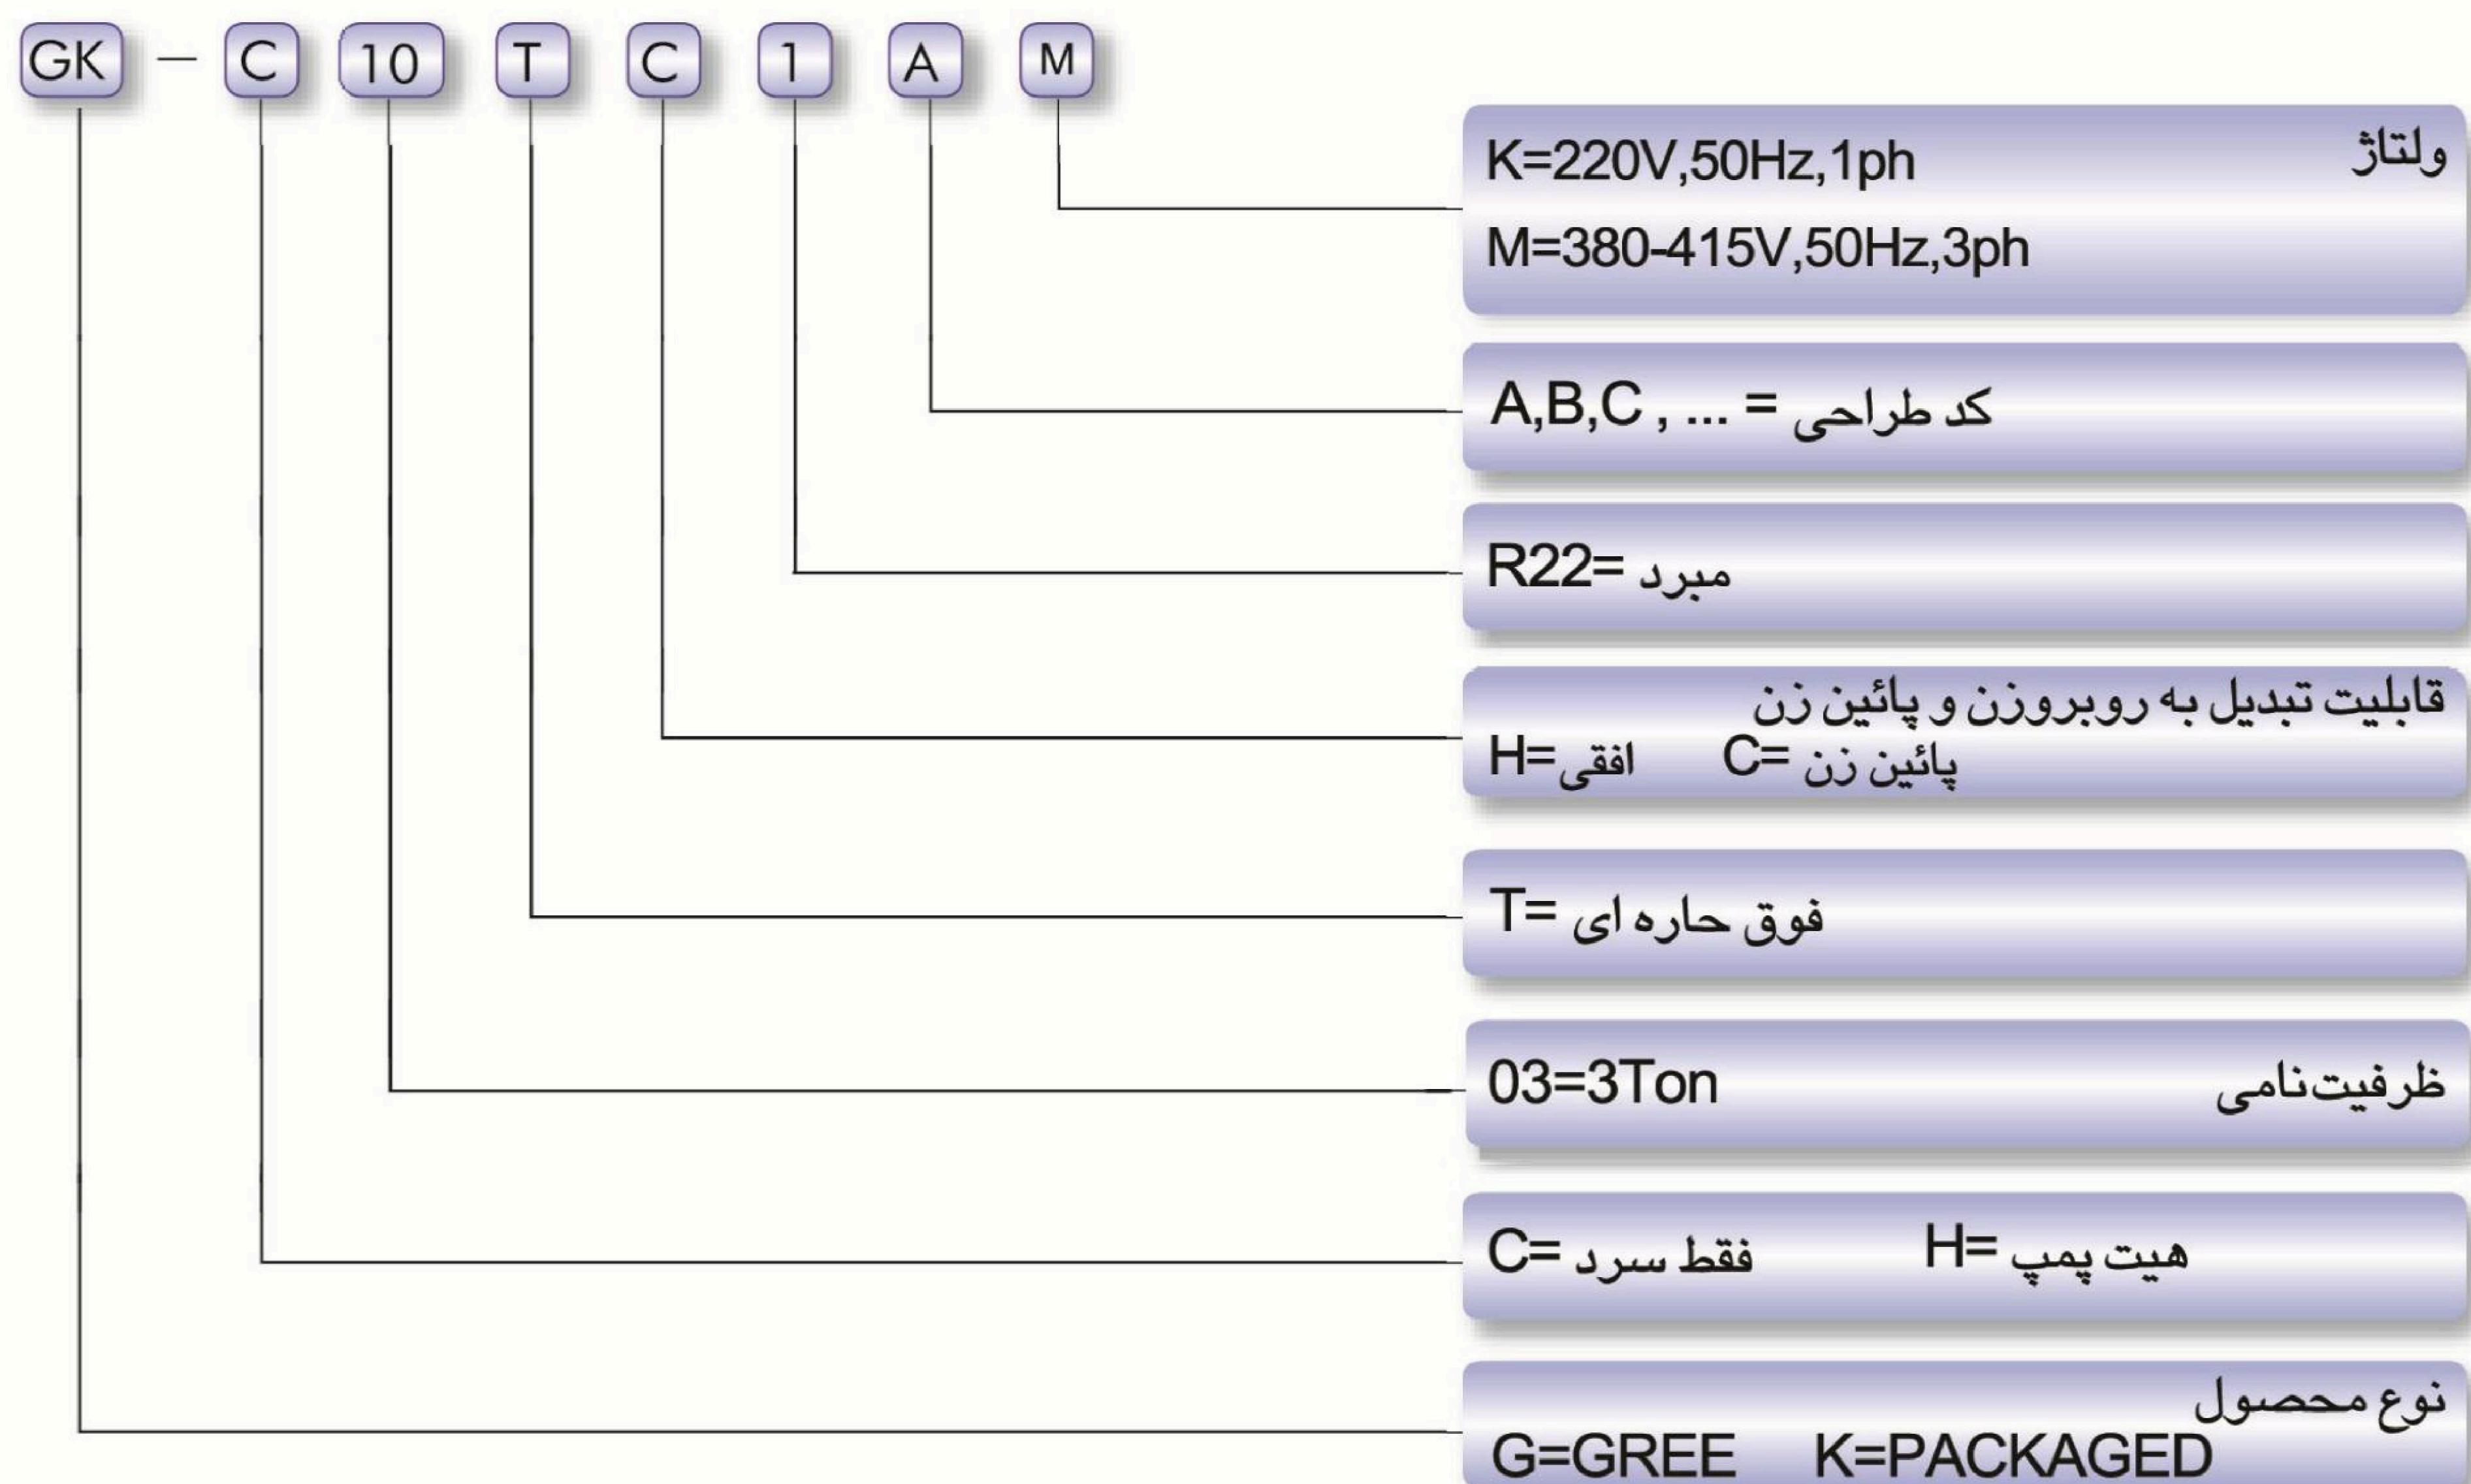 GK – C 10 T C 1 A M
ولتاژ
K=220V,50Hz,1ph
M=380-415V,50Hz,3ph
A,B,C , ... = کد طراحی
R22= مبرد
قابلیت تبدیل به روبروزن و پائین زن
H=افقی C= پائین زن
T= فوق حاره ای
03=3Ton ظرفیت نامی
C= فقط سرد H= هیت پمپ
نوع محصول
G=GREE K=PACKAGED